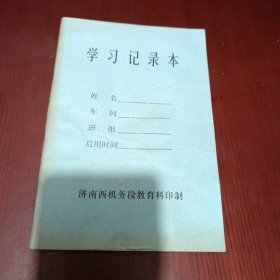 学习记录本
姓名
车间
班组
启用时间
济南西机务段教育科印制